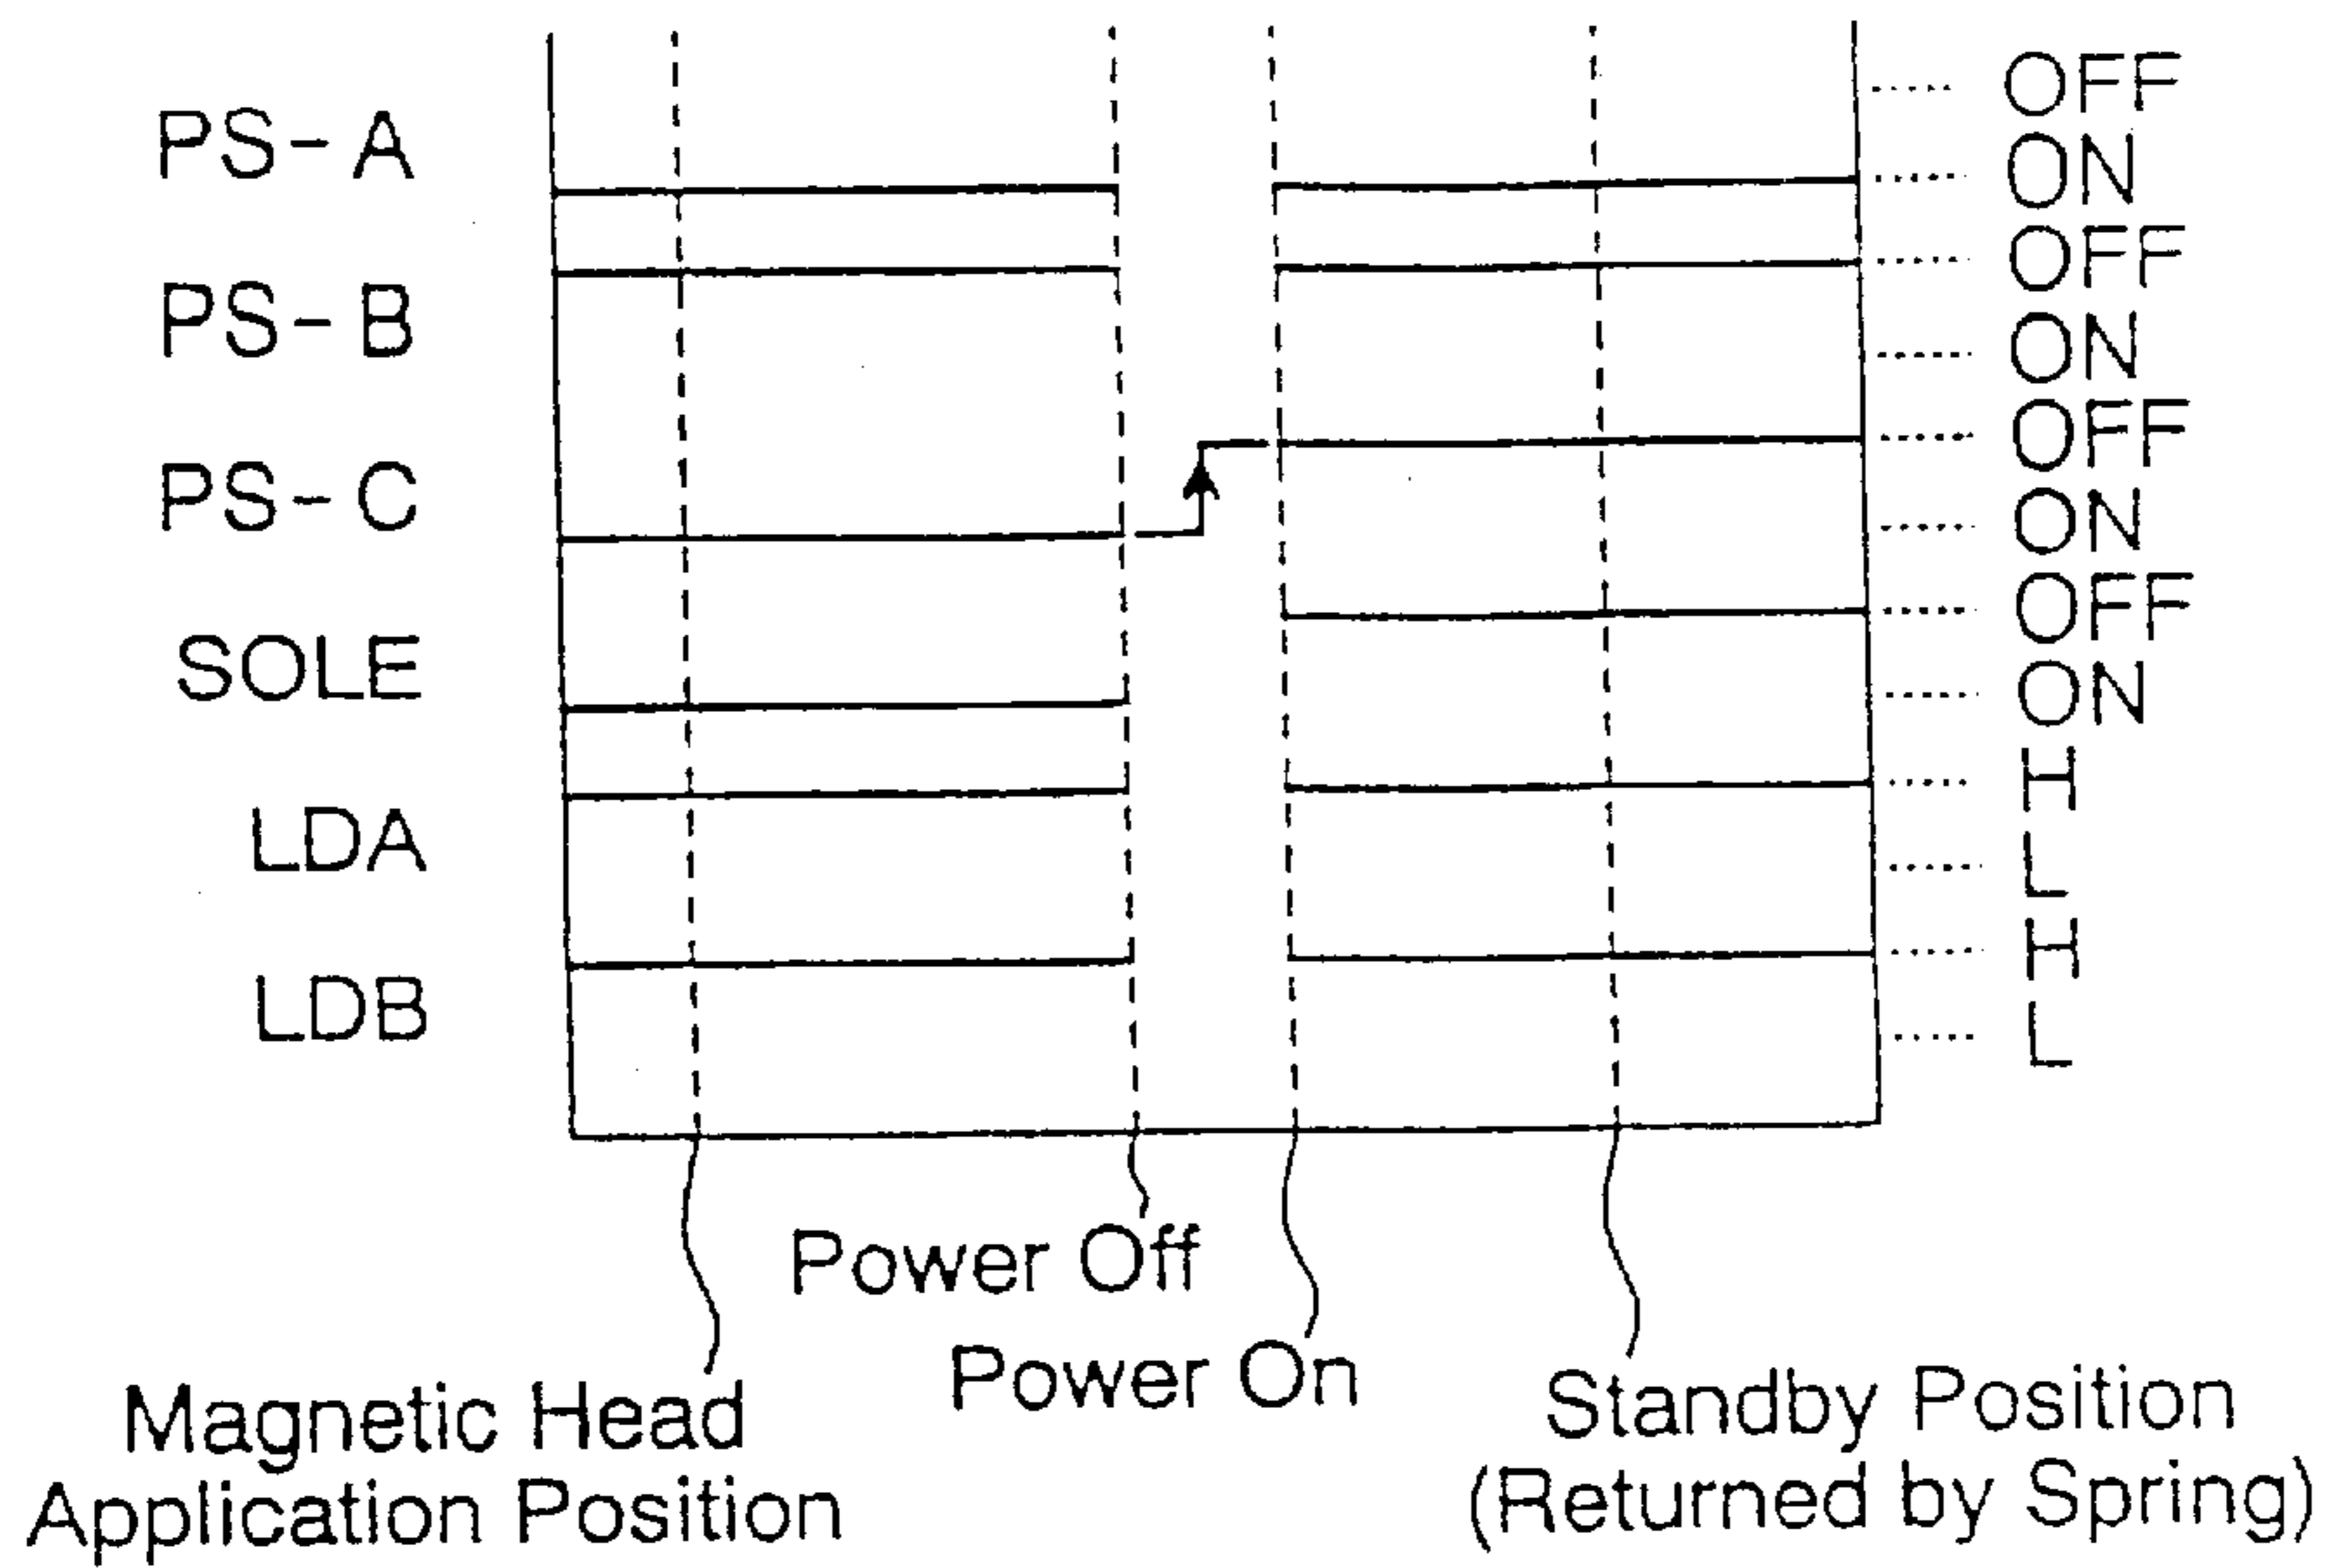 OFF
PS-A
ON
OFF
PS-B
ON
OFF
PS-C
ON
OFF
SOLE
ON
H
LDA
L
H
LDB
L
Power Off
Power On
Magnetic Head
Application Position
Standby Position
(Returned by Spring)